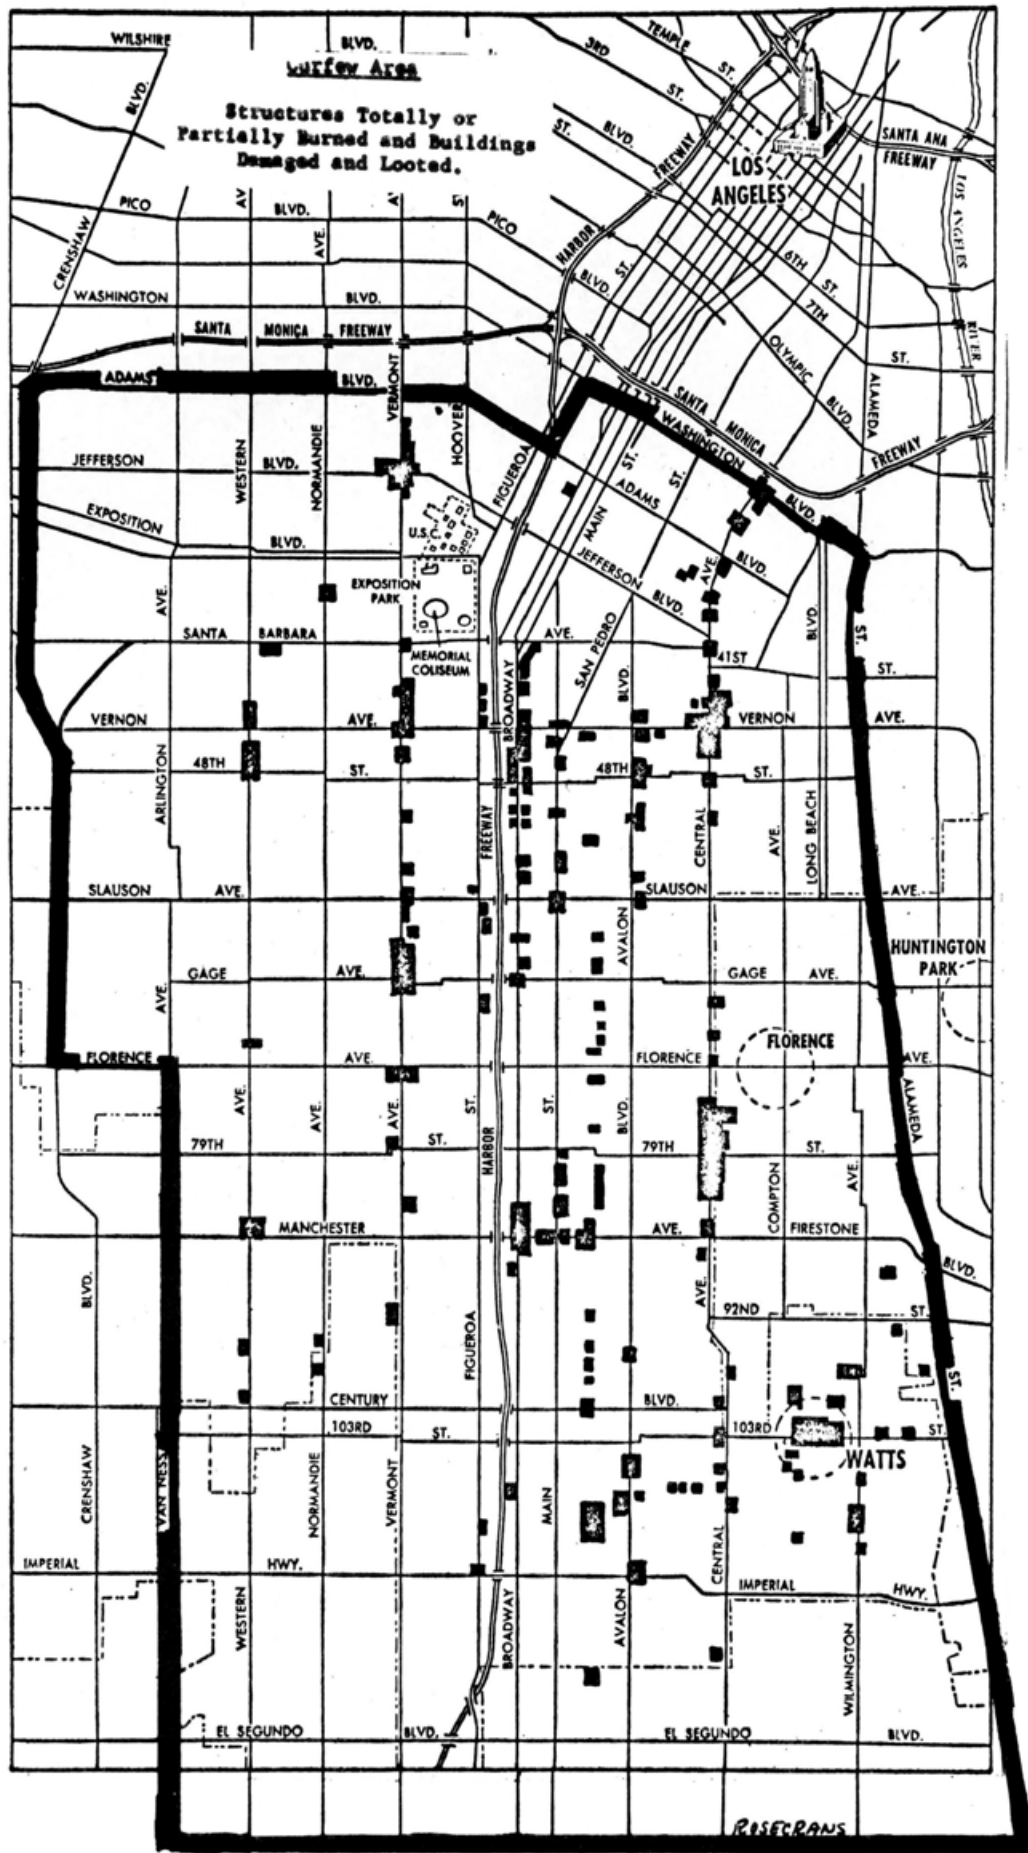 WILSHIRE
BLVD.
Curfew Area
Structures Totally or
Partially Burned and Buildings
Damaged and Looted.
TEMPLE
ST.
3RD
ST.
BLVD.
ST.
FREEWAY
LOS
ANGELES
SANTA ANA
FREEWAY
LOS ANGELES
RIVER
BLVD.
CRENSHAW
PICO
AV
BLVD.
AVE.
A
S
PICO
BLVD.
HARBOR
ST.
6TH
ST.
7TH
ST.
WASHINGTON
BLVD.
SANTA
MONICA
FREEWAY
OLYMPIC
BLVD.
ALAMEDA
ADAMS
BLVD.
VERMONT
HOOVER
SANTA
MONICA
FREEWAY
WASHINGTON
BLVD.
JEFFERSON
WESTERN
BLVD.
NORMANDIE
FIGUEROA
ST.
MAIN
ST.
ADAMS
BLVD.
EXPOSITION
BLVD.
U.S.C.
JEFFERSON
BLVD.
AVE.
AVE.
EXPOSITION
PARK
BLVD.
ST.
SANTA
BARBARA
AVE.
MEMORIAL
COLISEUM
SAN PEDRO
41ST
ST.
VERNON
AVE.
BROADWAY
BLVD.
VERNON
AVE.
ARLINGTON
48TH
ST.
48TH
ST.
FREEWAY
CENTRAL
AVE.
LONG BEACH
SLAUSON
AVE.
SLAUSON
AVE.
AVALON
HUNTINGTON
PARK
GAGE
AVE.
GAGE
AVE.
AVE.
FLORENCE
AVE.
FLORENCE
FLORENCE
AVE.
AVE.
AVE.
AVE.
ST.
ST.
BLVD.
ALAMEDA
79TH
ST.
HARBOR
79TH
ST.
COMPTON
AVE.
MANCHESTER
AVE.
FIRESTONE
BLVD.
BLVD.
AVE.
92ND
ST.
FIGUEROA
CENTURY
BLVD.
ST.
103RD
ST.
103RD
ST.
WATTS
CRENSHAW
VAN NESS
NORMANDIE
VERMONT
MAIN
CENTRAL
IMPERIAL
HWY.
IMPERIAL
HWY.
WESTERN
BROADWAY
AVALON
WILMINGTON
EL SEGUNDO
BLVD.
EL SEGUNDO
BLVD.
ROSECRANS